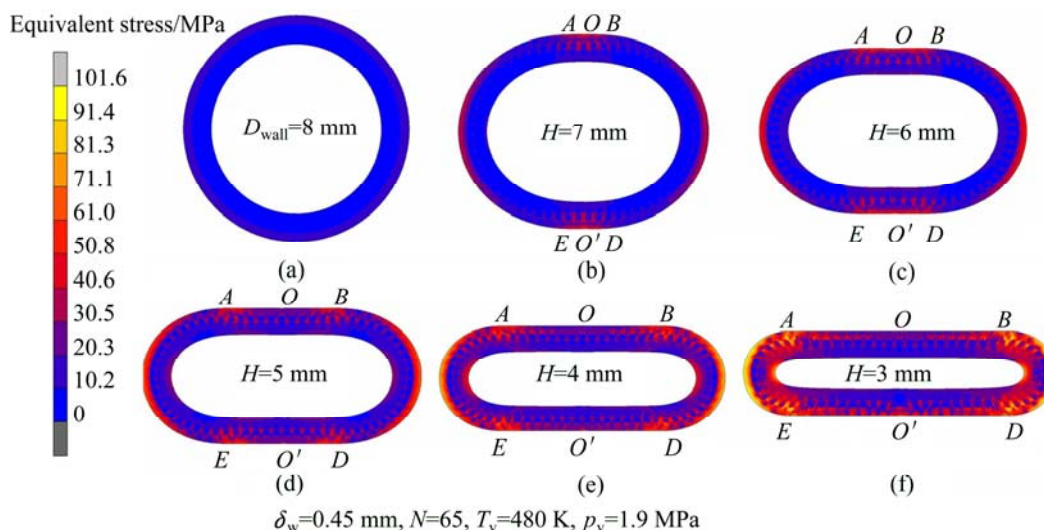 Equivalent stress/MPa
101.6
91.4
81.3
71.1
61.0
50.8
40.6
30.5
20.3
10.2
0
D_wall=8 mm
(a)
A O B
H=7 mm
E O′ D
(b)
A O B
H=6 mm
E O′ D
(c)
A O B
H=5 mm
E O′ D
(d)
A O B
H=4 mm
E O′ D
(e)
A O B
H=3 mm
E O′ D
(f)
δ_w=0.45 mm, N=65, T_v=480 K, p_v=1.9 MPa